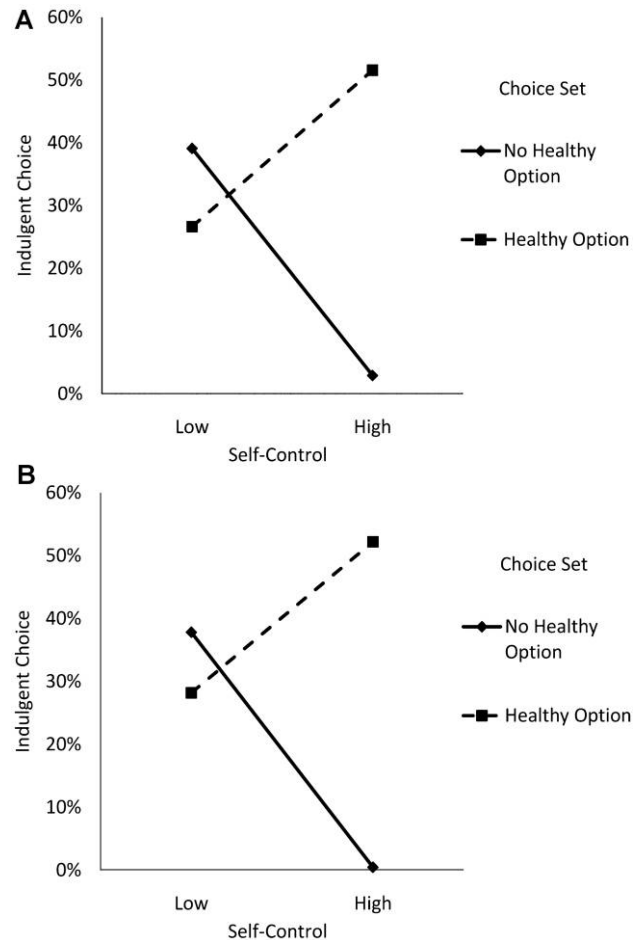 A
60%
50%
40%
30%
20%
10%
0%
Indulgent Choice
Low
High
Self-Control
Choice Set
No Healthy
Option
Healthy Option
B
60%
50%
40%
30%
20%
10%
0%
Indulgent Choice
Low
High
Self-Control
Choice Set
No Healthy
Option
Healthy Option